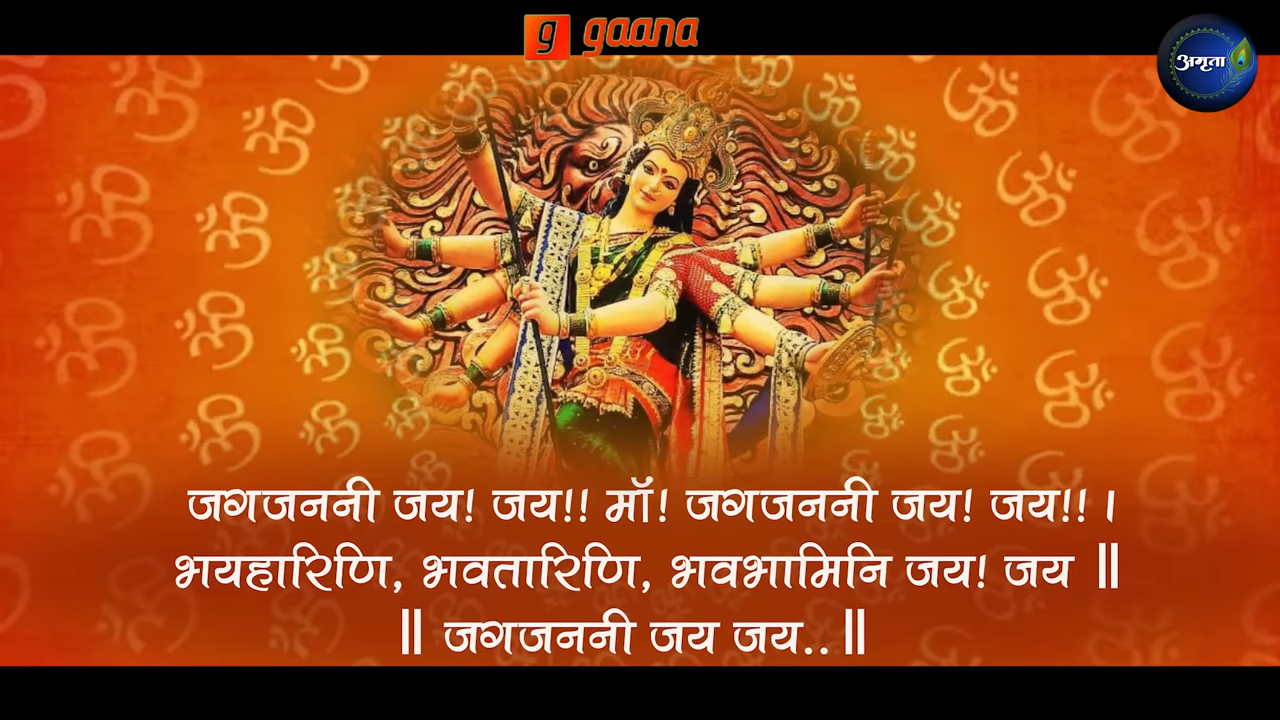 g gaana
अमृता
जगजननी जय! जय!! मॉ! जगजननी जय! जय!! ।
भयहारिणि, भवतारिणि, भवभामिनि जय! जय ॥
॥ जगजननी जय जय.. ॥